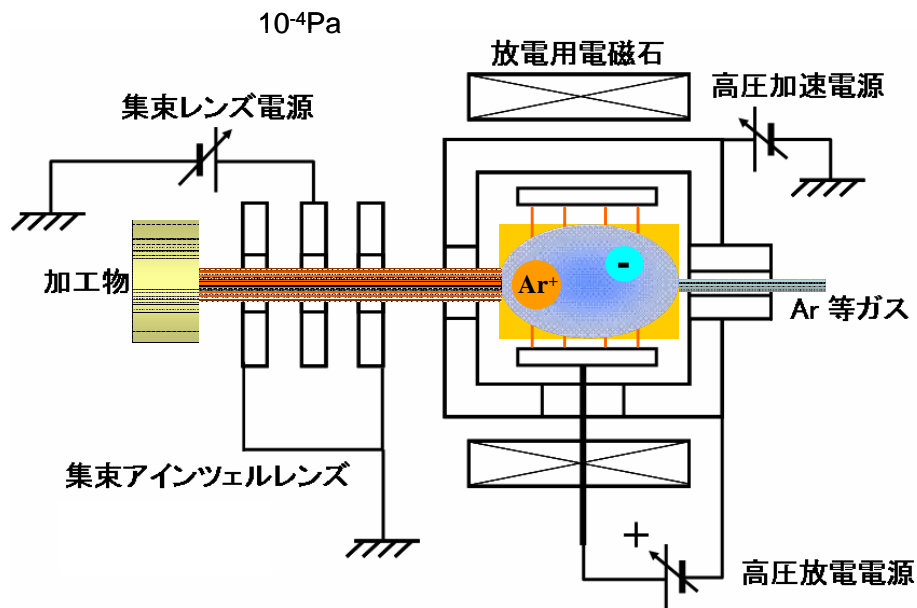 10-4Pa
放電用電磁石
高圧加速電源
集束レンズ電源
加工物
Ar+
-
Ar 等ガス
集束アインツェルレンズ
+
高圧放電電源